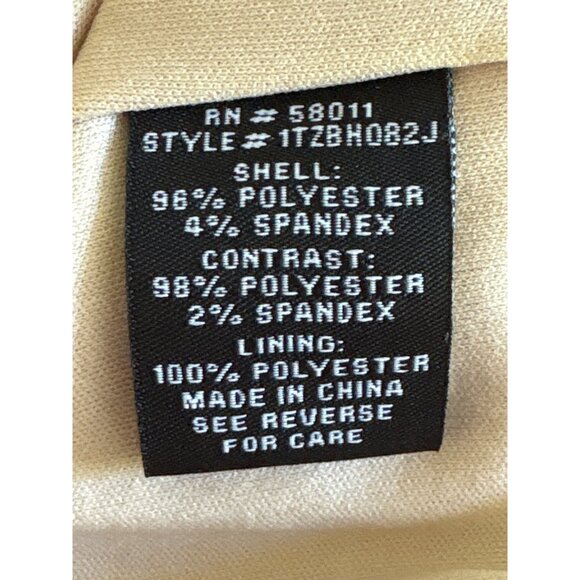 RN # 58011
STYLE# 1TZBH082J
SHELL:
96% POLYESTER
4% SPANDEX
CONTRAST:
98% POLYESTER
2% SPANDEX
LINING:
100% POLYESTER
MADE IN CHINA
SEE REVERSE
FOR CARE